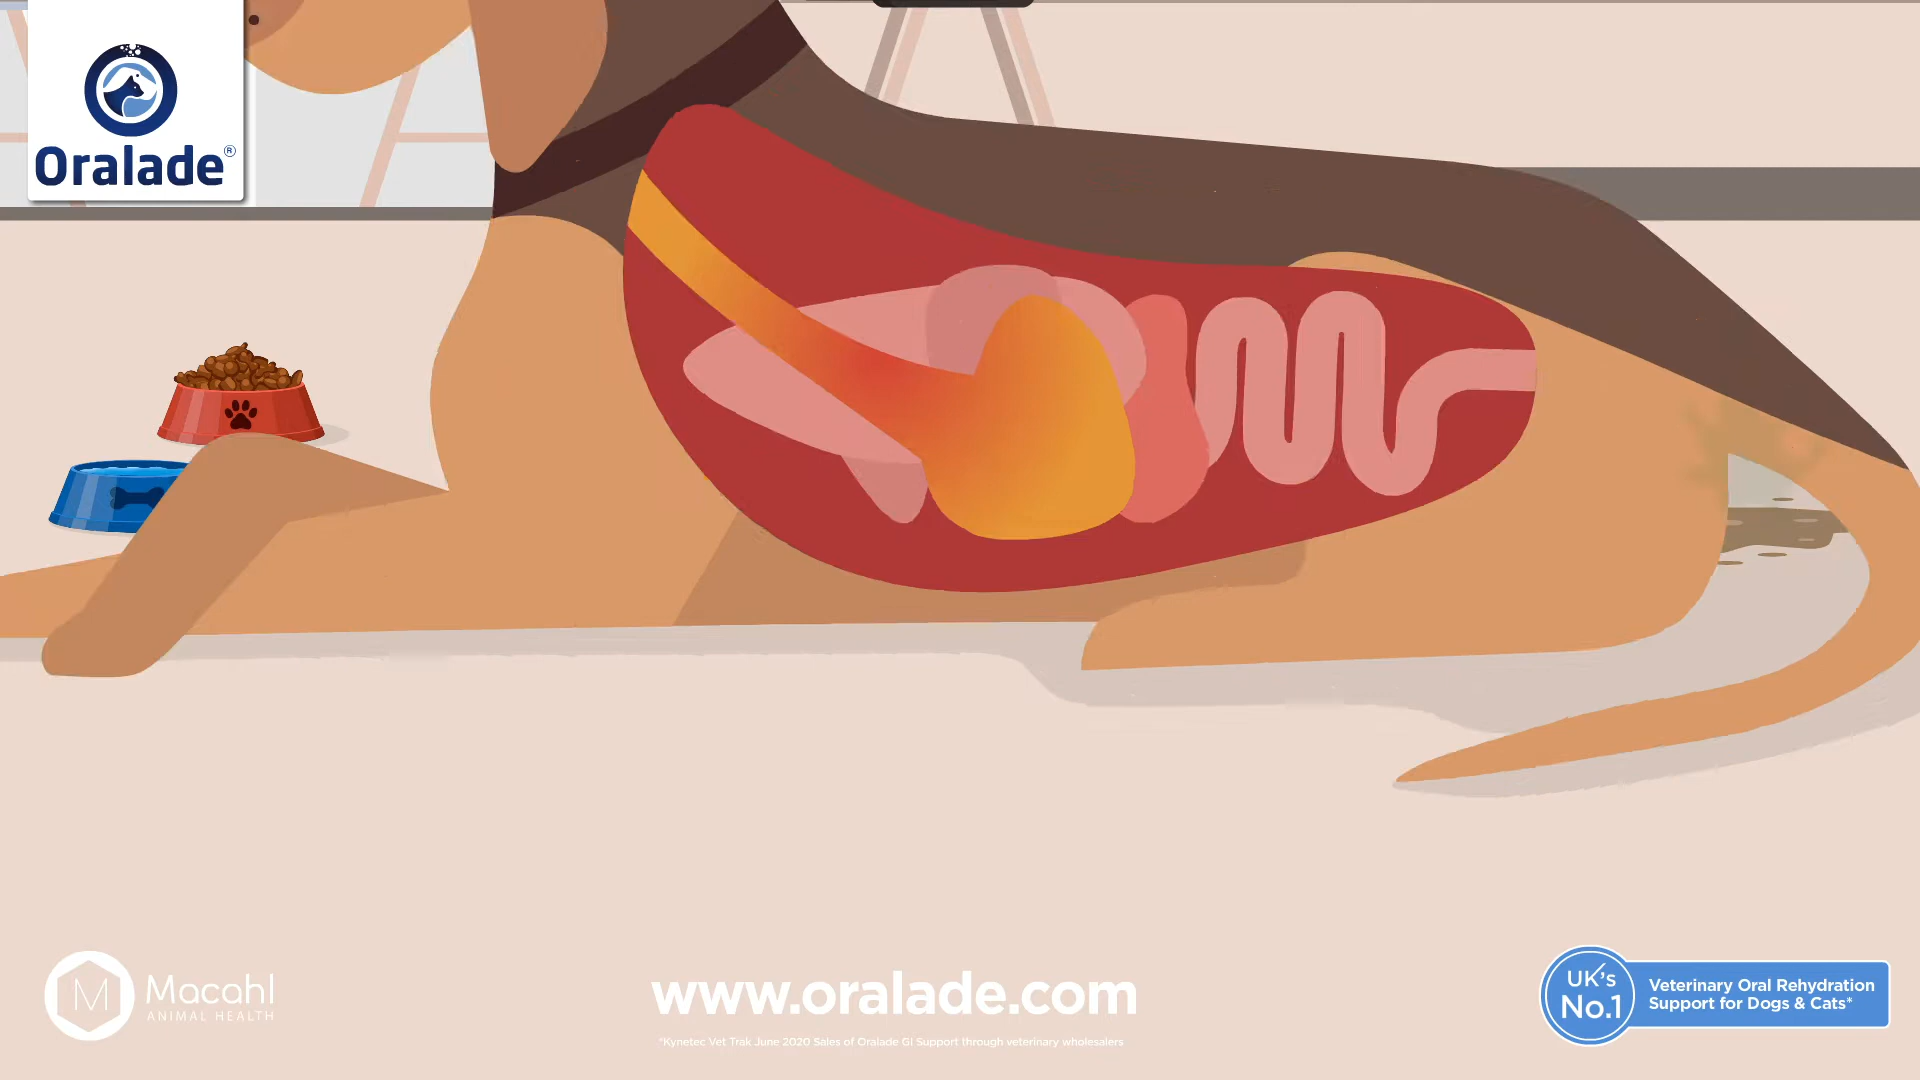 Oralade®
M Macahl
ANIMAL HEALTH
www.oralade.com
*Kynetec Vet Trak June 2020 Sales of Oralade GI Support through veterinary wholesalers
UK's
No.1
Veterinary Oral Rehydration
Support for Dogs & Cats*